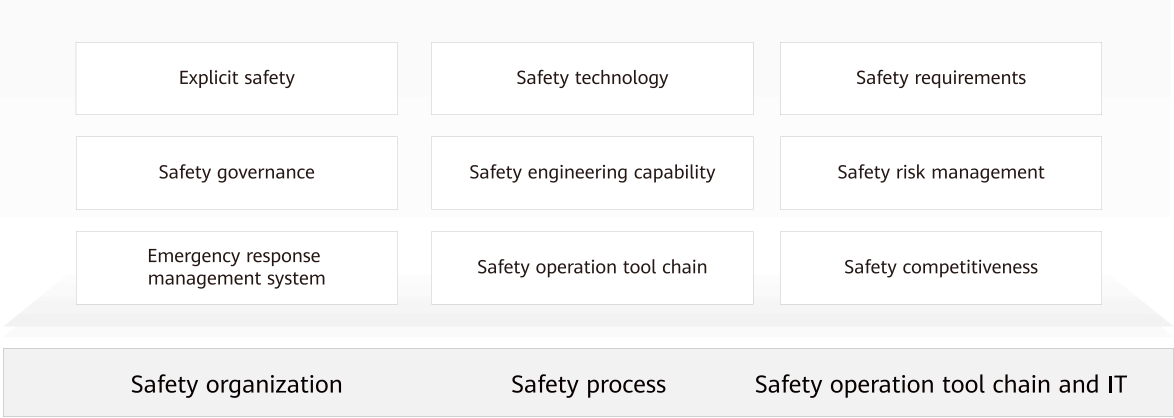 Explicit safety
Safety technology
Safety requirements
Safety governance
Safety engineering capability
Safety risk management
Emergency response
management system
Safety operation tool chain
Safety competitiveness
Safety organization
Safety process
Safety operation tool chain and IT